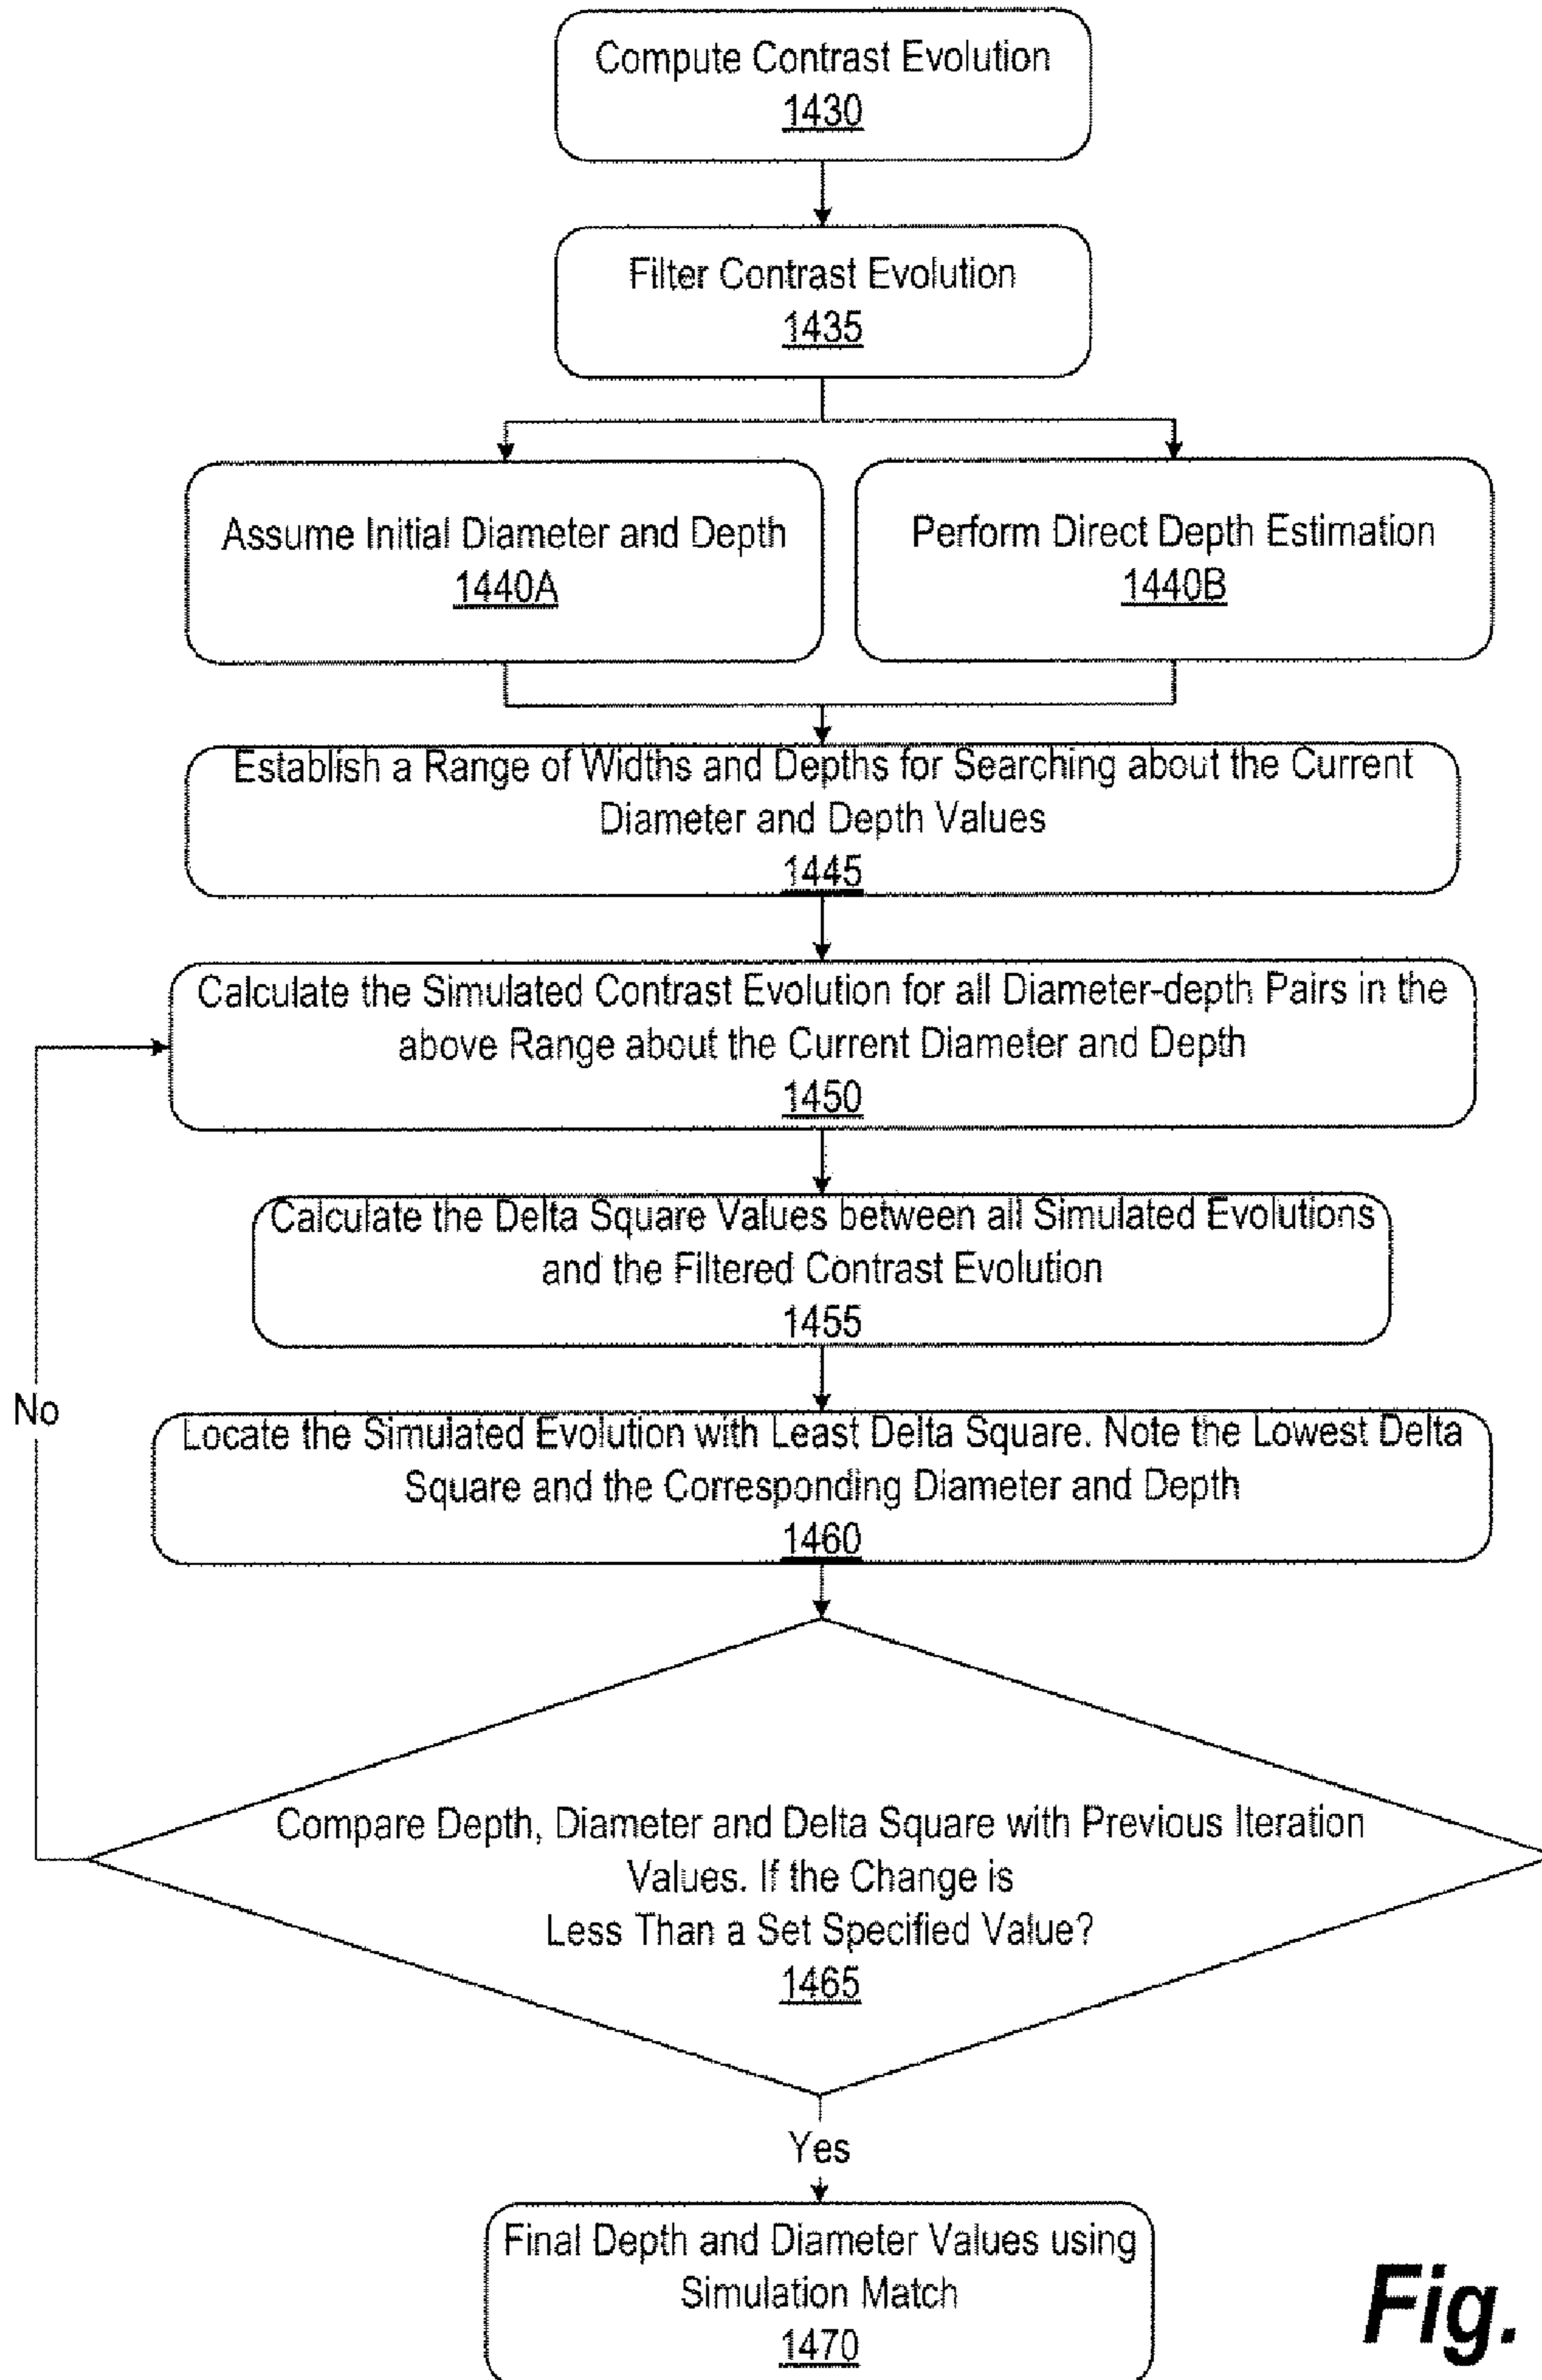 Compute Contrast Evolution
1430
Filter Contrast Evolution
1435
Assume Initial Diameter and Depth
1440A
Perform Direct Depth Estimation
1440B
Establish a Range of Widths and Depths for Searching about the Current
Diameter and Depth Values
1445
Calculate the Simulated Contrast Evolution for all Diameter-depth Pairs in the
above Range about the Current Diameter and Depth
1450
Calculate the Delta Square Values between all Simulated Evolutions
and the Filtered Contrast Evolution
1455
No
Locate the Simulated Evolution with Least Delta Square. Note the Lowest Delta
Square and the Corresponding Diameter and Depth
1460
Compare Depth, Diameter and Delta Square with Previous Iteration
Values. If the Change is
Less Than a Set Specified Value?
1465
Yes
Final Depth and Diameter Values using
Simulation Match
1470
Fig.